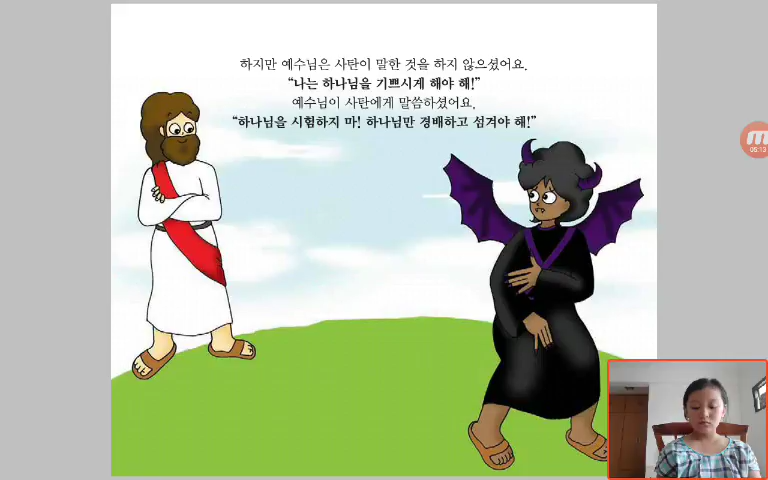 하지만 예수님은 사탄이 말한 것을 하지 않으셨어요.
“나는 하나님을 기쁘시게 해야 해!”
예수님이 사탄에게 말씀하셨어요.
“하나님을 시험하지 마! 하나님만 경배하고 섬겨야 해!”
05:13